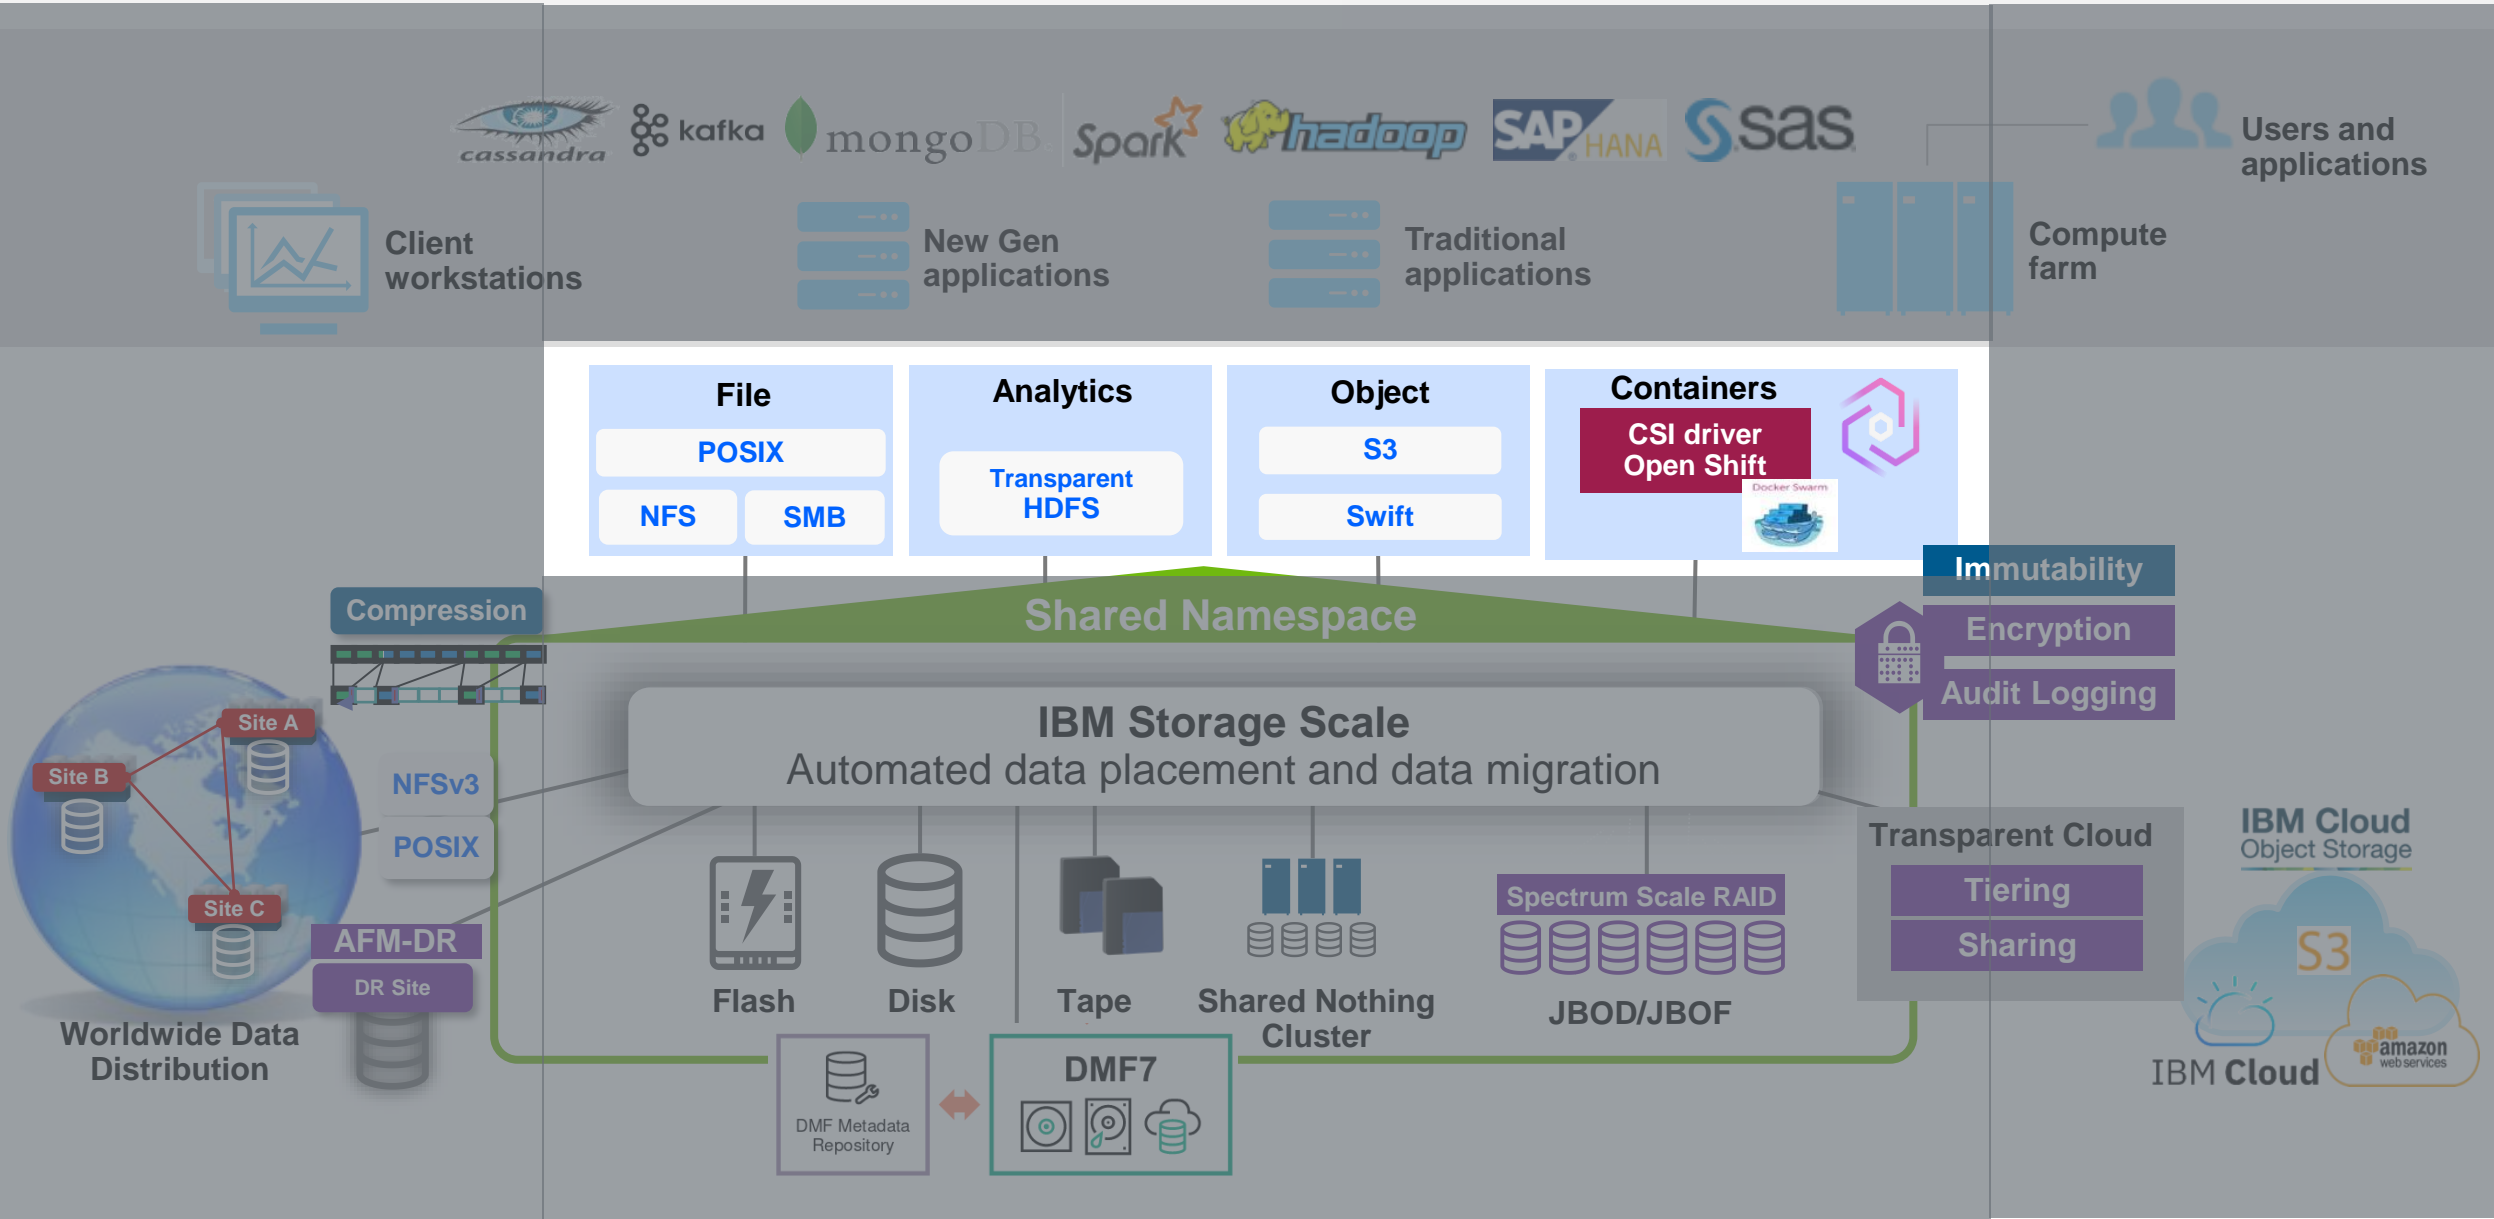 cassandra
kafka
mongoDB
Spark
hadoop
SAP HANA
sas
Users and
applications
Client
workstations
New Gen
applications
Traditional
applications
Compute
farm
File
POSIX
NFS
SMB
Analytics
Transparent
HDFS
Object
S3
Swift
Containers
CSI driver
Open Shift
Docker Swarm
Immutability
Encryption
Audit Logging
Compression
Shared Namespace
IBM Storage Scale
Automated data placement and data migration
Site A
Site B
Site C
NFSv3
POSIX
AFM-DR
DR Site
Worldwide Data
Distribution
Flash
Disk
Tape
Shared Nothing
Cluster
Spectrum Scale RAID
JBOD/JBOF
Transparent Cloud
Tiering
Sharing
IBM Cloud
Object Storage
S3
IBM Cloud
amazon
web services
DMF Metadata
Repository
DMF7